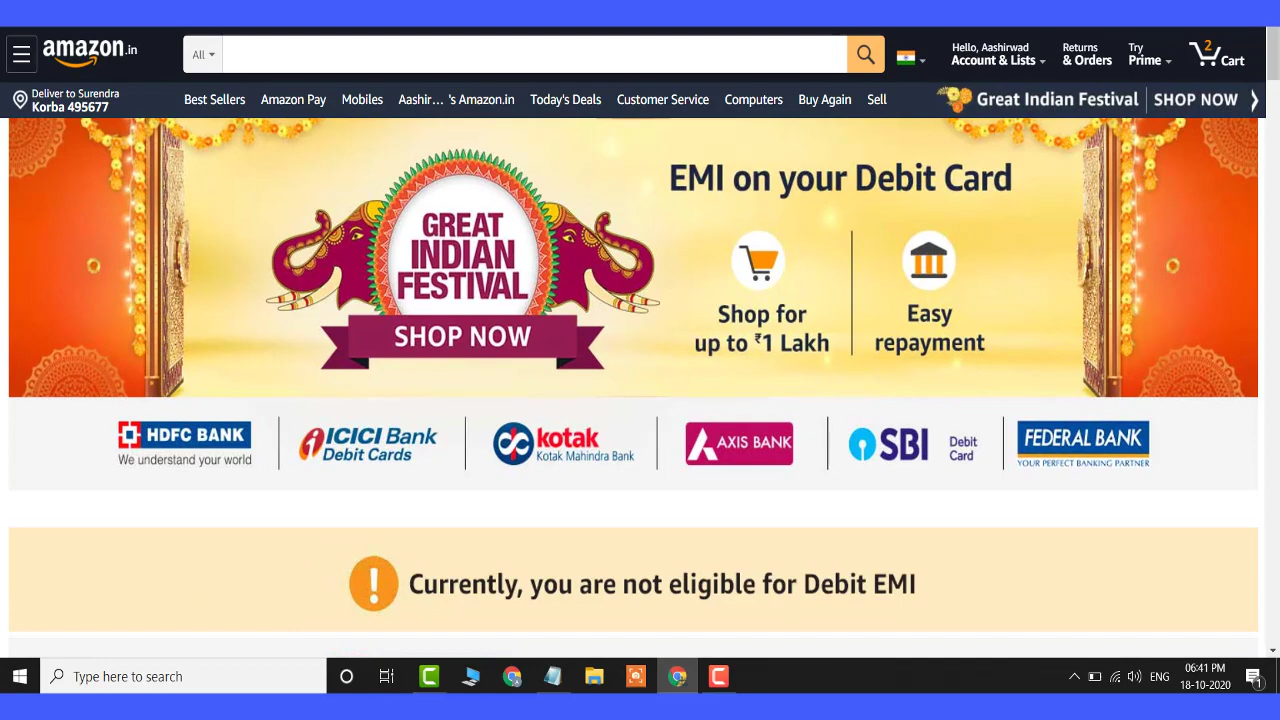 amazon.in
All
Hello, Aashirwad
Account & Lists
Returns
& Orders
Try
Prime
2
Cart
Deliver to Surendra
Korba 495677
Best Sellers
Amazon Pay
Mobiles
Aashir... 's Amazon.in
Today's Deals
Customer Service
Computers
Buy Again
Sell
Great Indian Festival
SHOP NOW
GREAT
INDIAN
FESTIVAL
SHOP NOW
EMI on your Debit Card
Shop for
up to ₹1 Lakh
Easy
repayment
HDFC BANK
We understand your world
ICICI Bank
Debit Cards
kotak
Kotak Mahindra Bank
AXIS BANK
SBI
Debit
Card
FEDERAL BANK
YOUR PERFECT BANKING PARTNER
Currently, you are not eligible for Debit EMI
Type here to search
ENG
06:41 PM
18-10-2020
1